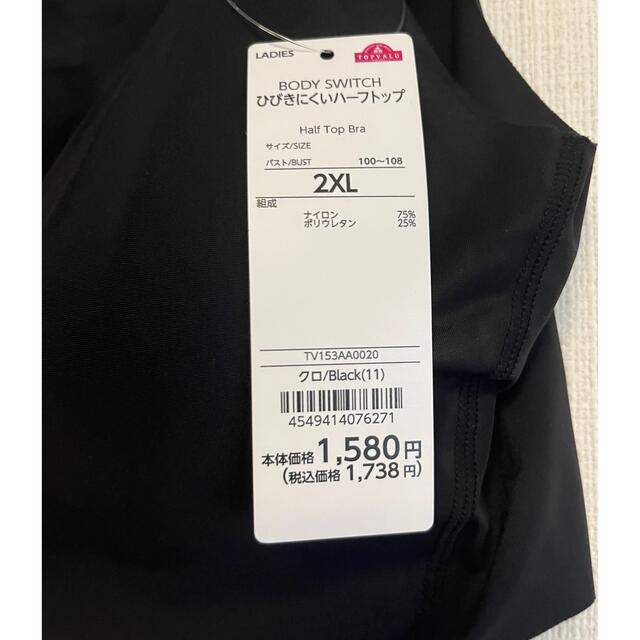 LADIES
TOPVALU
BODY SWITCH
ひびきにくいハーフトップ
Half Top Bra
サイズ/SIZE
バスト/BUST 100～108
2XL
組成
ナイロン 75%
ポリウレタン 25%
TV153AA0020
クロ/Black(11)
4549414076271
本体価格 1,580円
(税込価格 1,738円)